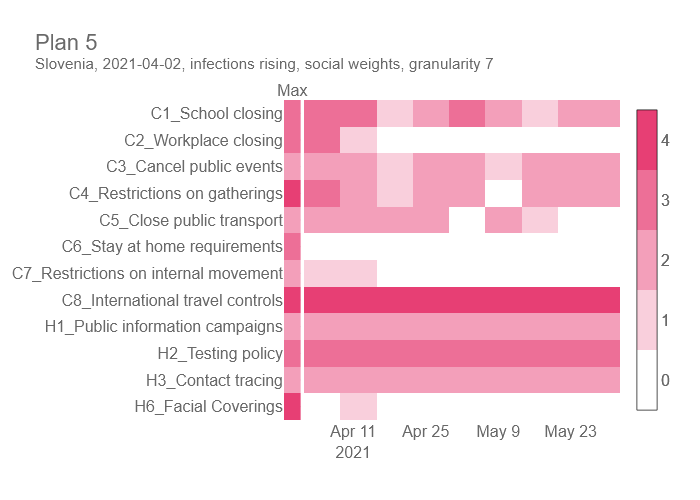 Plan 5
Slovenia, 2021-04-02, infections rising, social weights, granularity 7
Max
C1_School closing
C2_Workplace closing
C3_Cancel public events
C4_Restrictions on gatherings
C5_Close public transport
C6_Stay at home requirements
C7_Restrictions on internal movement
C8_International travel controls
H1_Public information campaigns
H2_Testing policy
H3_Contact tracing
H6_Facial Coverings
Apr 11 Apr 25 May 9 May 23
2021
4
3
2
1
0